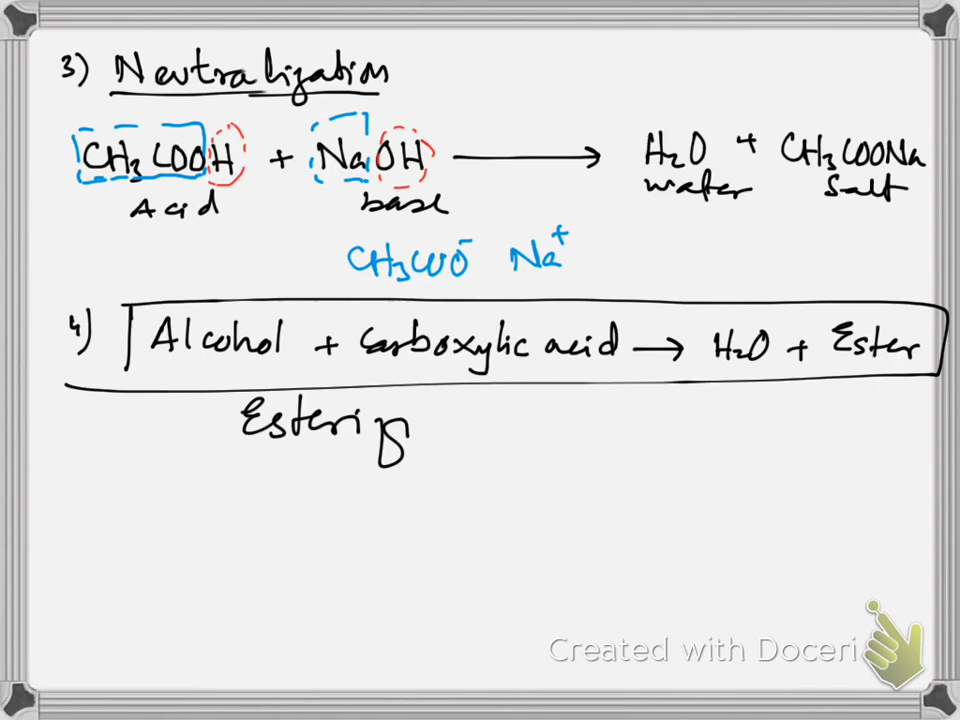 3) Neutralization
CH₃COOH + NaOH ⟶ H₂O + CH₃COONa
Acid base water Salt
CH₃COO⁻ Na⁺
4) Alcohol + Carboxylic acid ⟶ H₂O + Ester
Created with Doceri